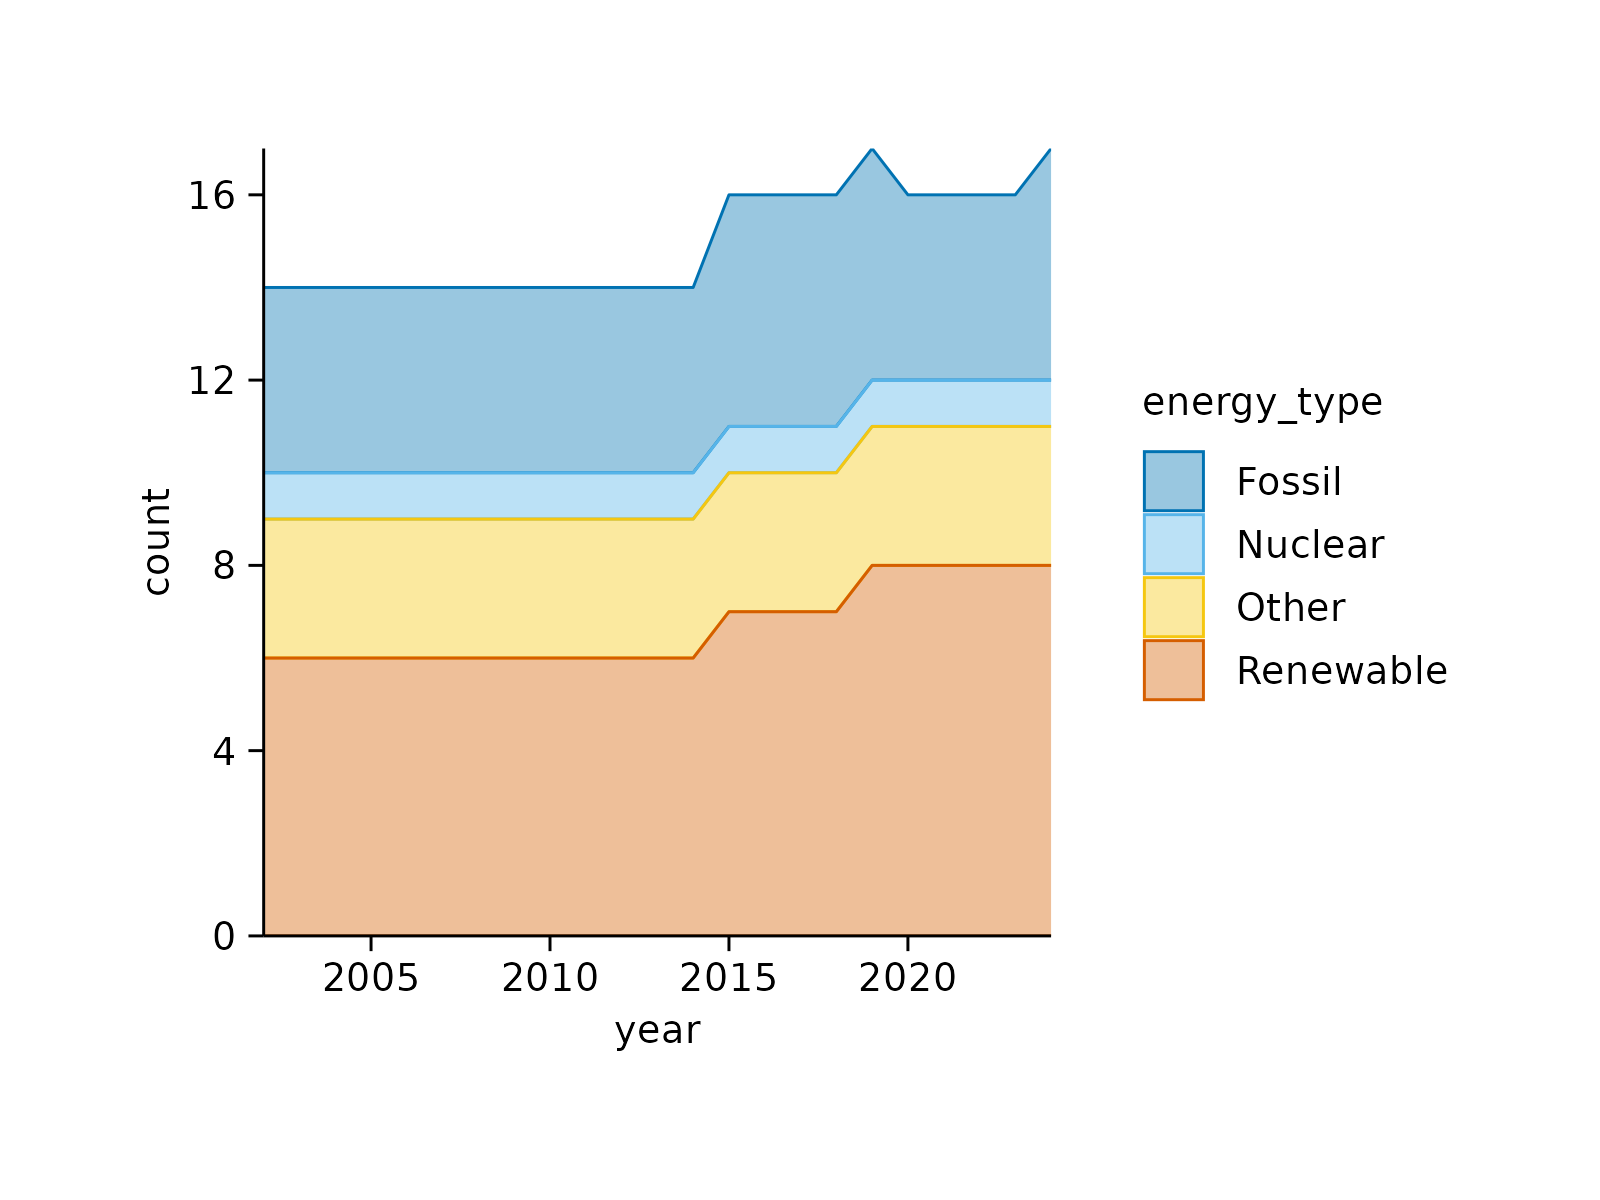 16
12
8
4
0
count
2005 2010 2015 2020
year
energy_type
Fossil
Nuclear
Other
Renewable